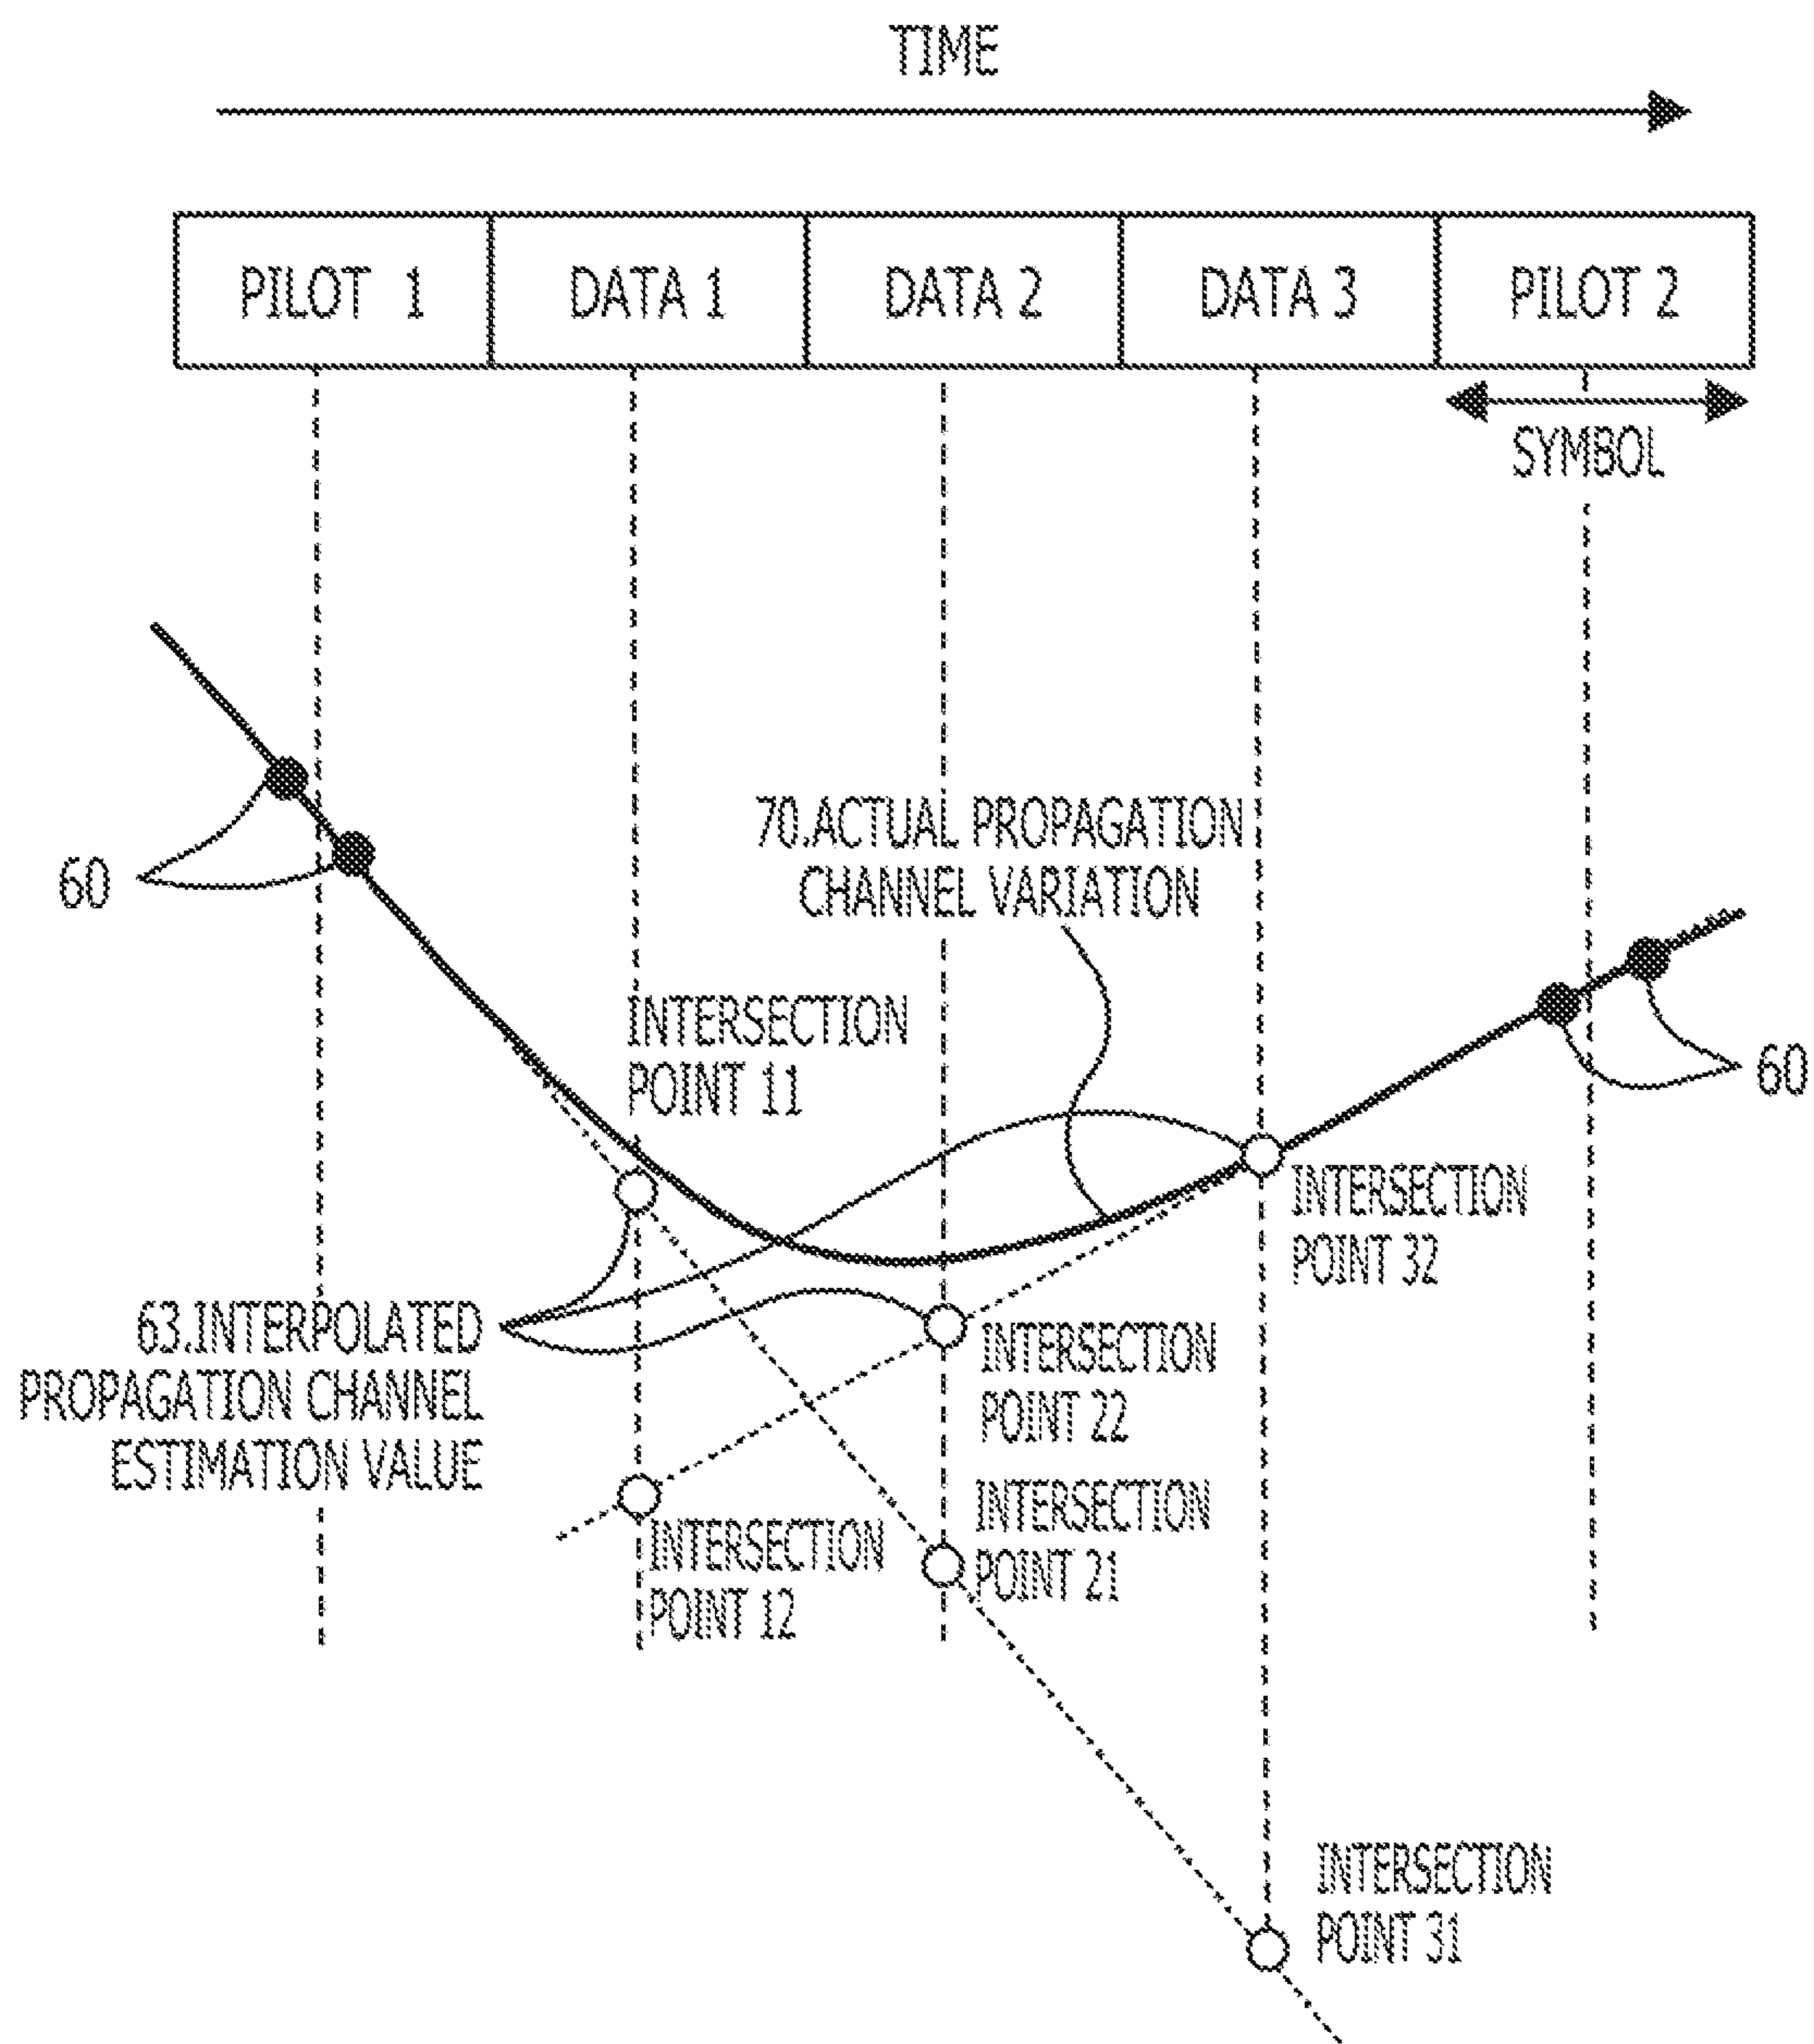 TIME
PILOT 1
DATA 1
DATA 2
DATA 3
PILOT 2
SYMBOL
70.ACTUAL PROPAGATION
CHANNEL VARIATION
60
INTERSECTION
POINT 11
60
INTERSECTION
POINT 32
63.INTERPOLATED
PROPAGATION CHANNEL
ESTIMATION VALUE
INTERSECTION
POINT 22
INTERSECTION
POINT 21
INTERSECTION
POINT 12
INTERSECTION
POINT 31